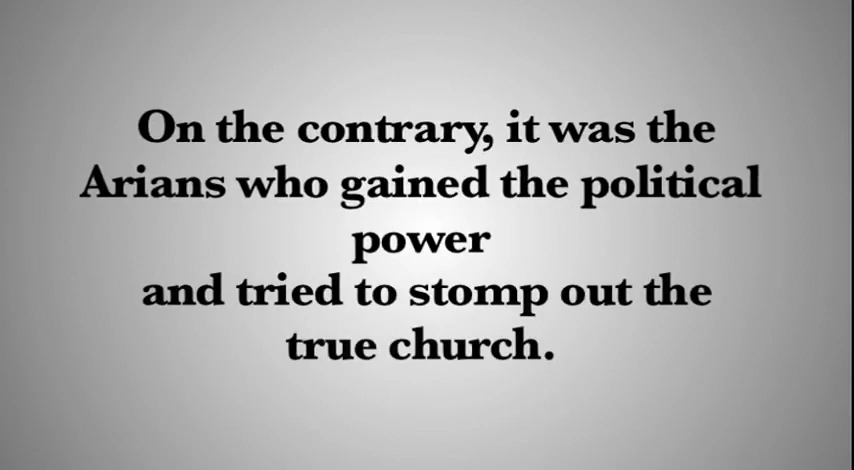 On the contrary, it was the
Arians who gained the political
power
and tried to stomp out the
true church.